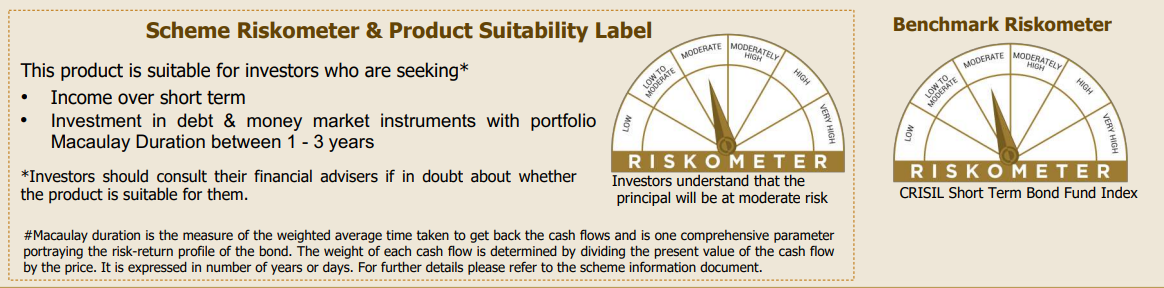 Scheme Riskometer & Product Suitability Label
This product is suitable for investors who are seeking*
• Income over short term
• Investment in debt & money market instruments with portfolio
Macaulay Duration between 1 - 3 years
*Investors should consult their financial advisers if in doubt about whether
the product is suitable for them.
LOW
LOW TO
MODERATE
MODERATE
MODERATELY
HIGH
HIGH
VERY HIGH
RISKOMETER
Investors understand that the
principal will be at moderate risk
#Macaulay duration is the measure of the weighted average time taken to get back the cash flows and is one comprehensive parameter
portraying the risk-return profile of the bond. The weight of each cash flow is determined by dividing the present value of the cash flow
by the price. It is expressed in number of years or days. For further details please refer to the scheme information document.
Benchmark Riskometer
LOW
LOW TO
MODERATE
MODERATE
MODERATELY
HIGH
HIGH
VERY HIGH
RISKOMETER
CRISIL Short Term Bond Fund Index